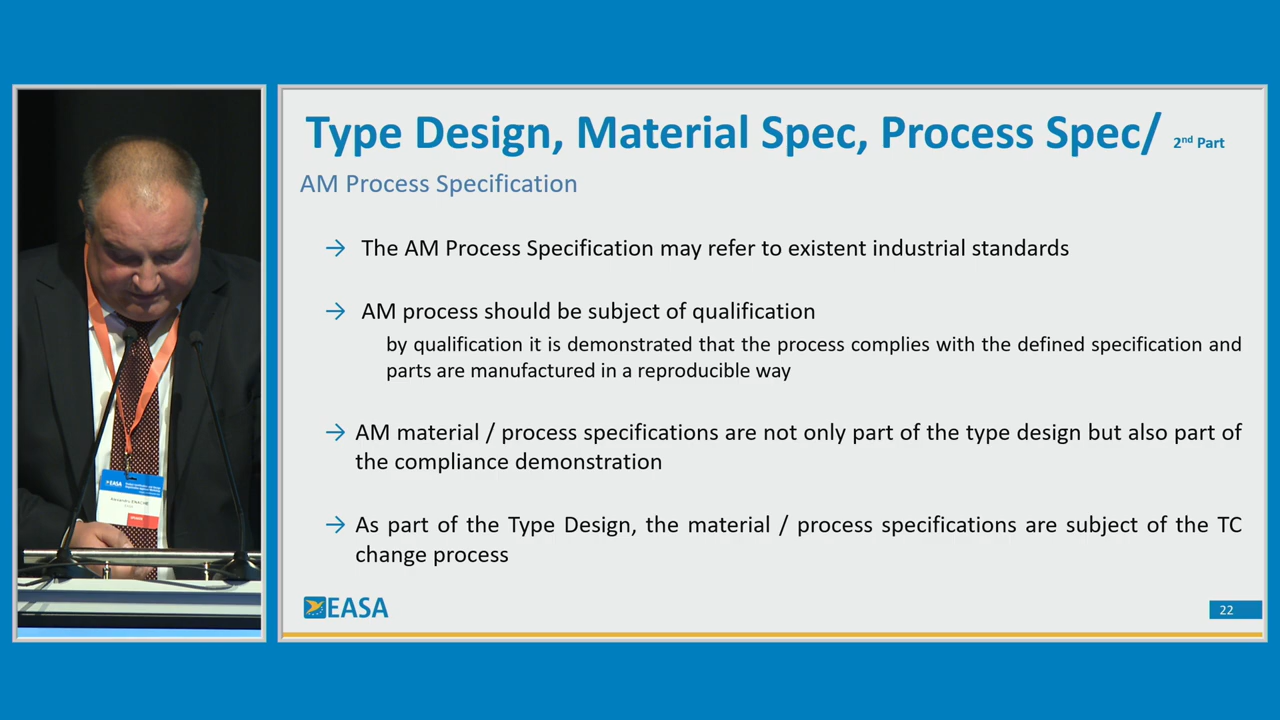 Type Design, Material Spec, Process Spec/ 2nd Part
AM Process Specification
→ The AM Process Specification may refer to existent industrial standards
→ AM process should be subject of qualification
by qualification it is demonstrated that the process complies with the defined specification and
parts are manufactured in a reproducible way
→ AM material / process specifications are not only part of the type design but also part of
the compliance demonstration
→ As part of the Type Design, the material / process specifications are subject of the TC
change process
EASA
22
EASA